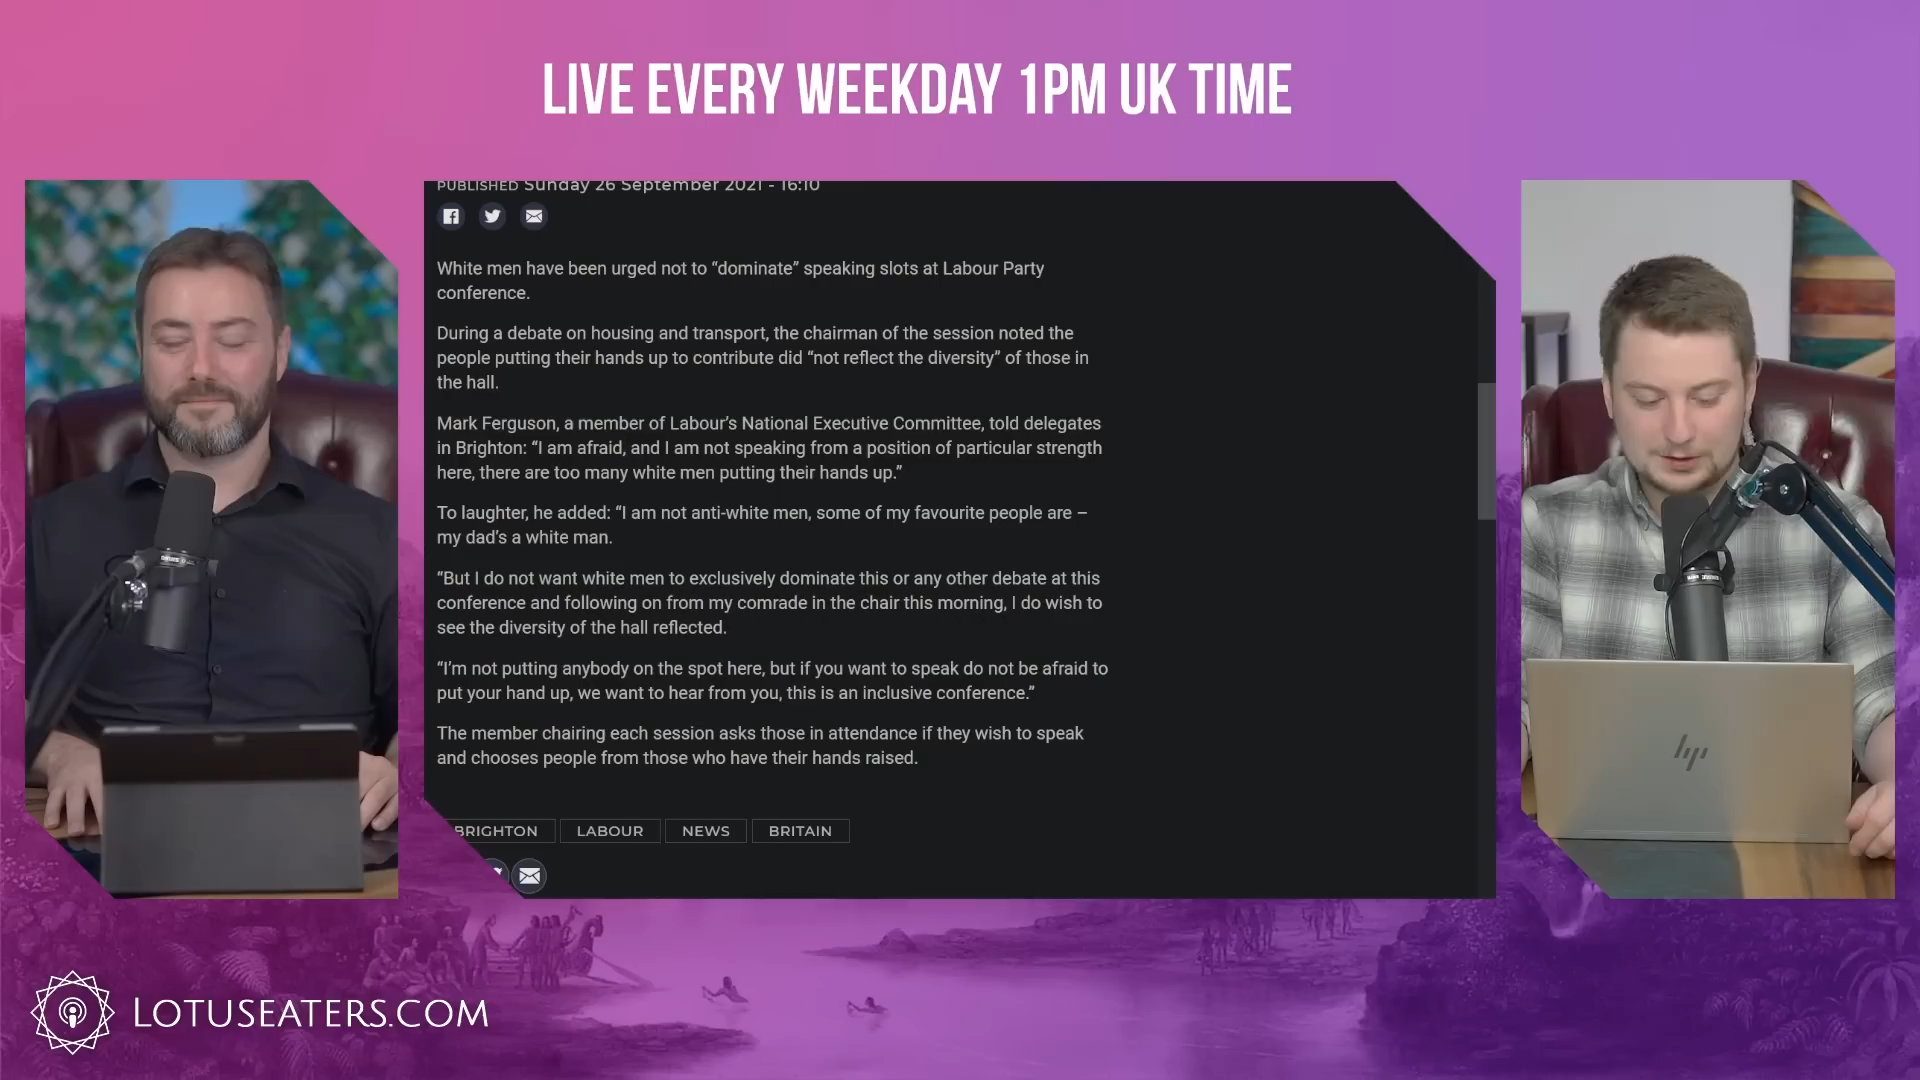 LIVE EVERY WEEKDAY 1PM UK TIME
PUBLISHED Sunday 26 September 2021 - 16:10
White men have been urged not to “dominate” speaking slots at Labour Party
conference.
During a debate on housing and transport, the chairman of the session noted the
people putting their hands up to contribute did “not reflect the diversity” of those in
the hall.
Mark Ferguson, a member of Labour’s National Executive Committee, told delegates
in Brighton: “I am afraid, and I am not speaking from a position of particular strength
here, there are too many white men putting their hands up.”
To laughter, he added: “I am not anti-white men, some of my favourite people are –
my dad’s a white man.
“But I do not want white men to exclusively dominate this or any other debate at this
conference and following on from my comrade in the chair this morning, I do wish to
see the diversity of the hall reflected.
“I’m not putting anybody on the spot here, but if you want to speak do not be afraid to
put your hand up, we want to hear from you, this is an inclusive conference.”
The member chairing each session asks those in attendance if they wish to speak
and chooses people from those who have their hands raised.
BRIGHTON LABOUR NEWS BRITAIN
hp
LOTUSEATERS.COM